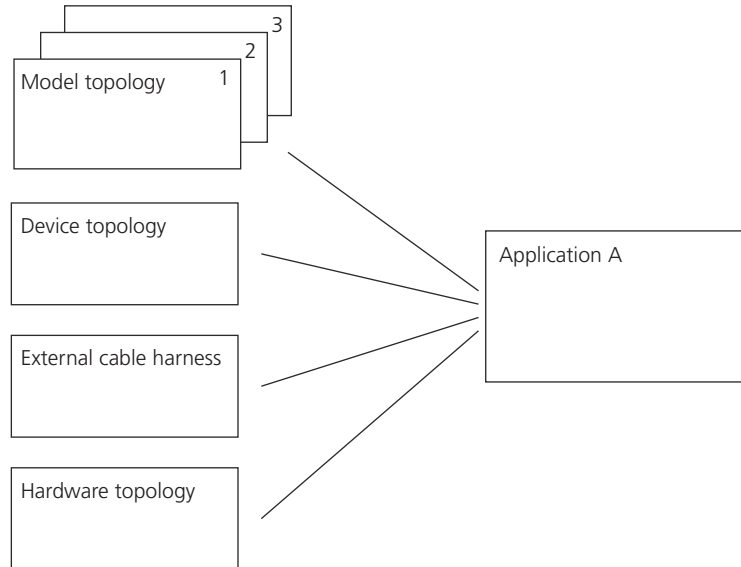 3
2
Model topology 1
Device topology
Application A
External cable harness
Hardware topology